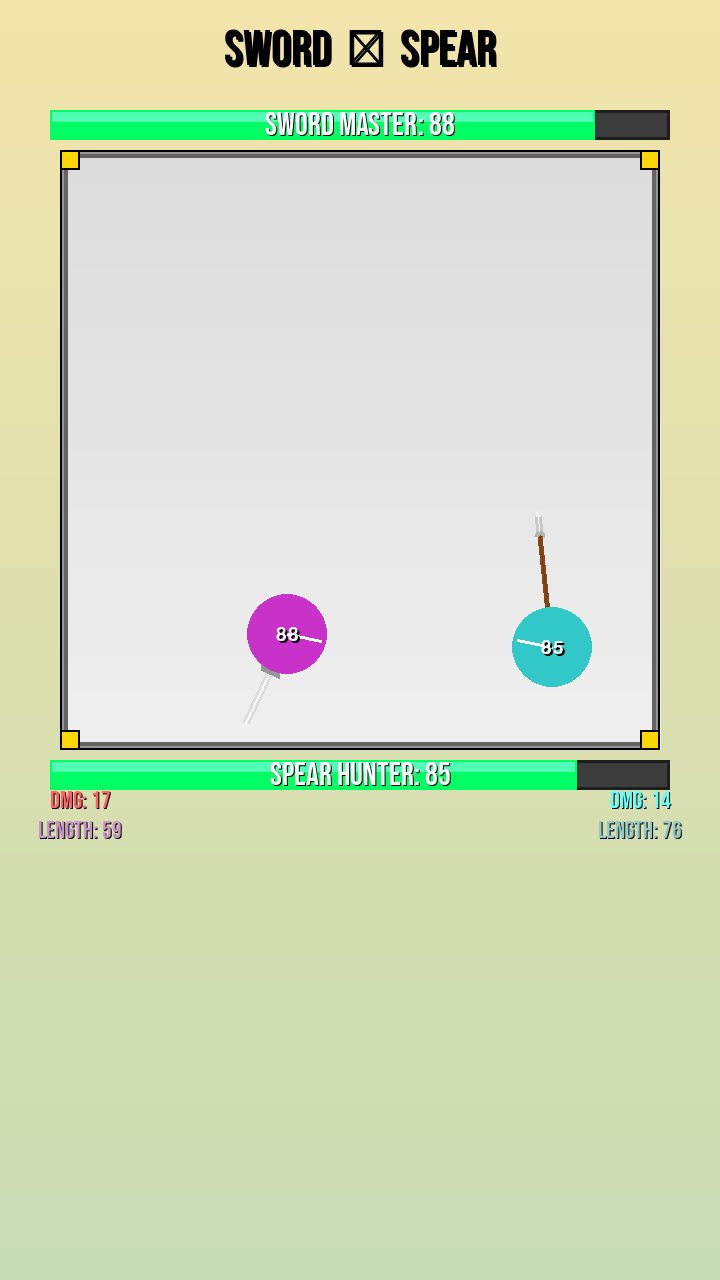 SWORD SPEAR
SWORD MASTER: 88
88
85
SPEAR HUNTER: 85
DMG: 17 DMG: 14
LENGTH: 59 LENGTH: 76